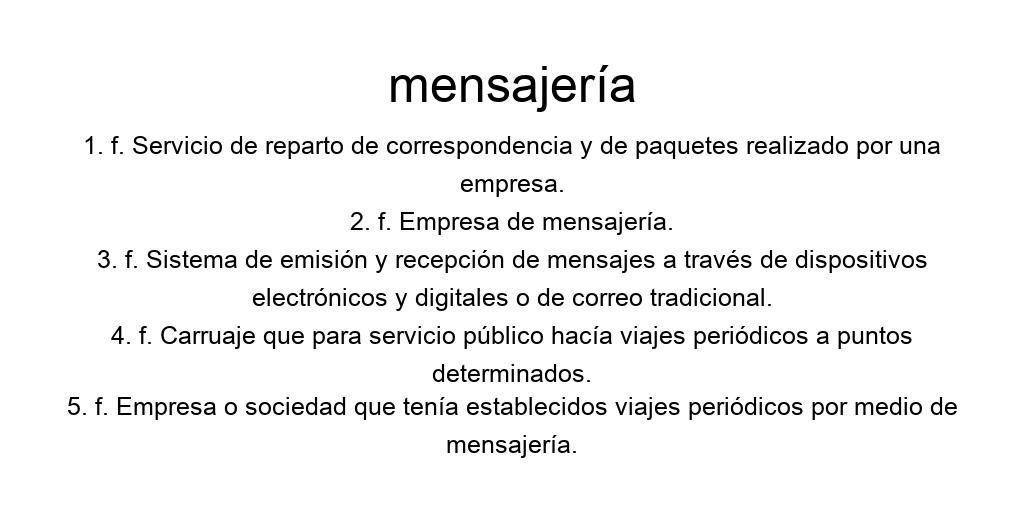 mensajería
1. f. Servicio de reparto de correspondencia y de paquetes realizado por una
empresa.
2. f. Empresa de mensajería.
3. f. Sistema de emisión y recepción de mensajes a través de dispositivos
electrónicos y digitales o de correo tradicional.
4. f. Carruaje que para servicio público hacía viajes periódicos a puntos
determinados.
5. f. Empresa o sociedad que tenía establecidos viajes periódicos por medio de
mensajería.